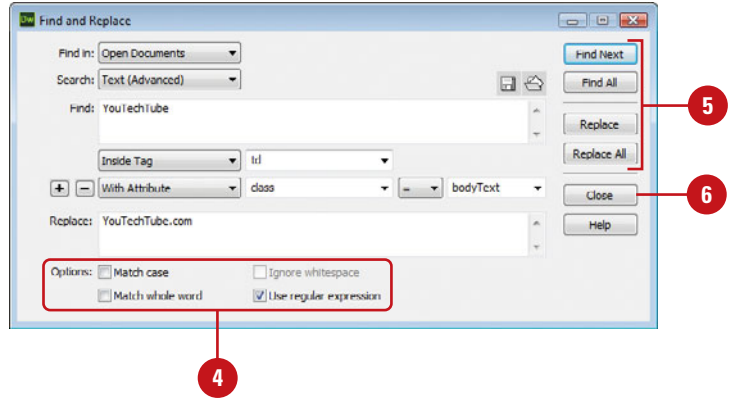 Dw Find and Replace
Find in: Open Documents
Find Next
Search: Text (Advanced)
Find All
Find: YouTechTube
5
Replace
Inside Tag td
Replace All
+ - With Attribute class = bodyText
Close
6
Replace: YouTechTube.com
Help
Options: Match case Ignore whitespace
Match whole word Use regular expression
4